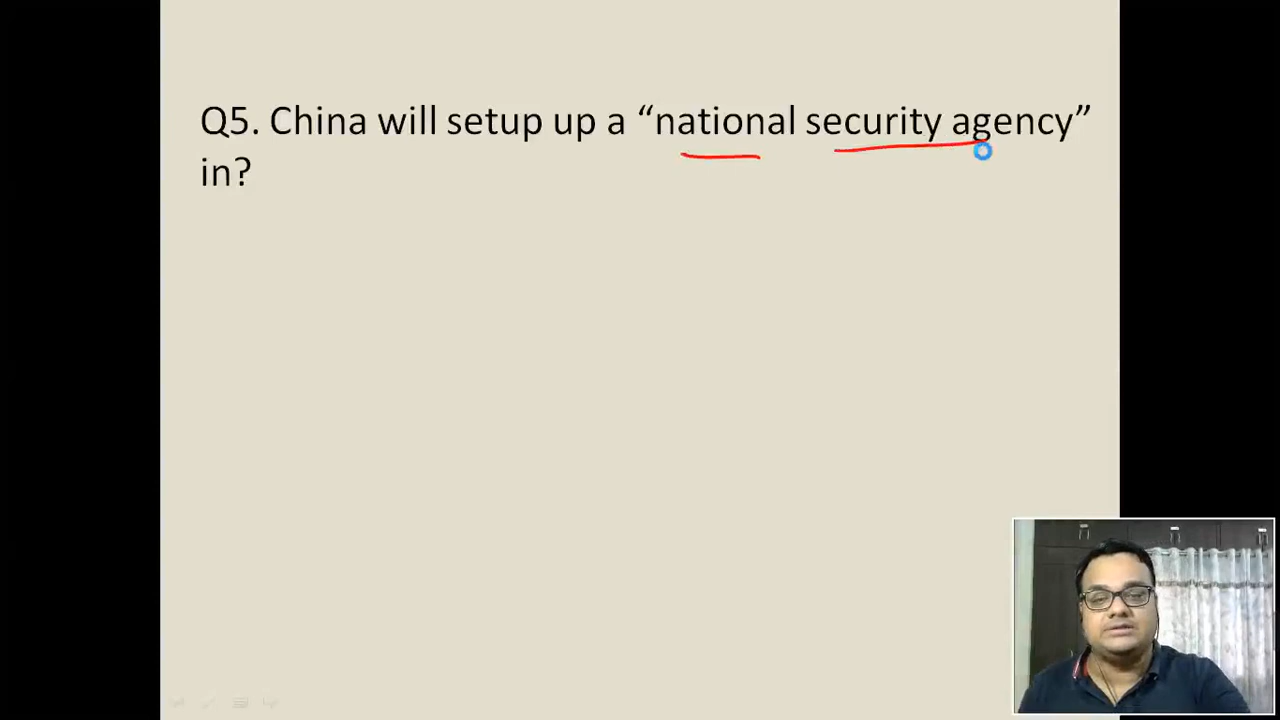 Q5. China will setup up a “national security agency”
in?